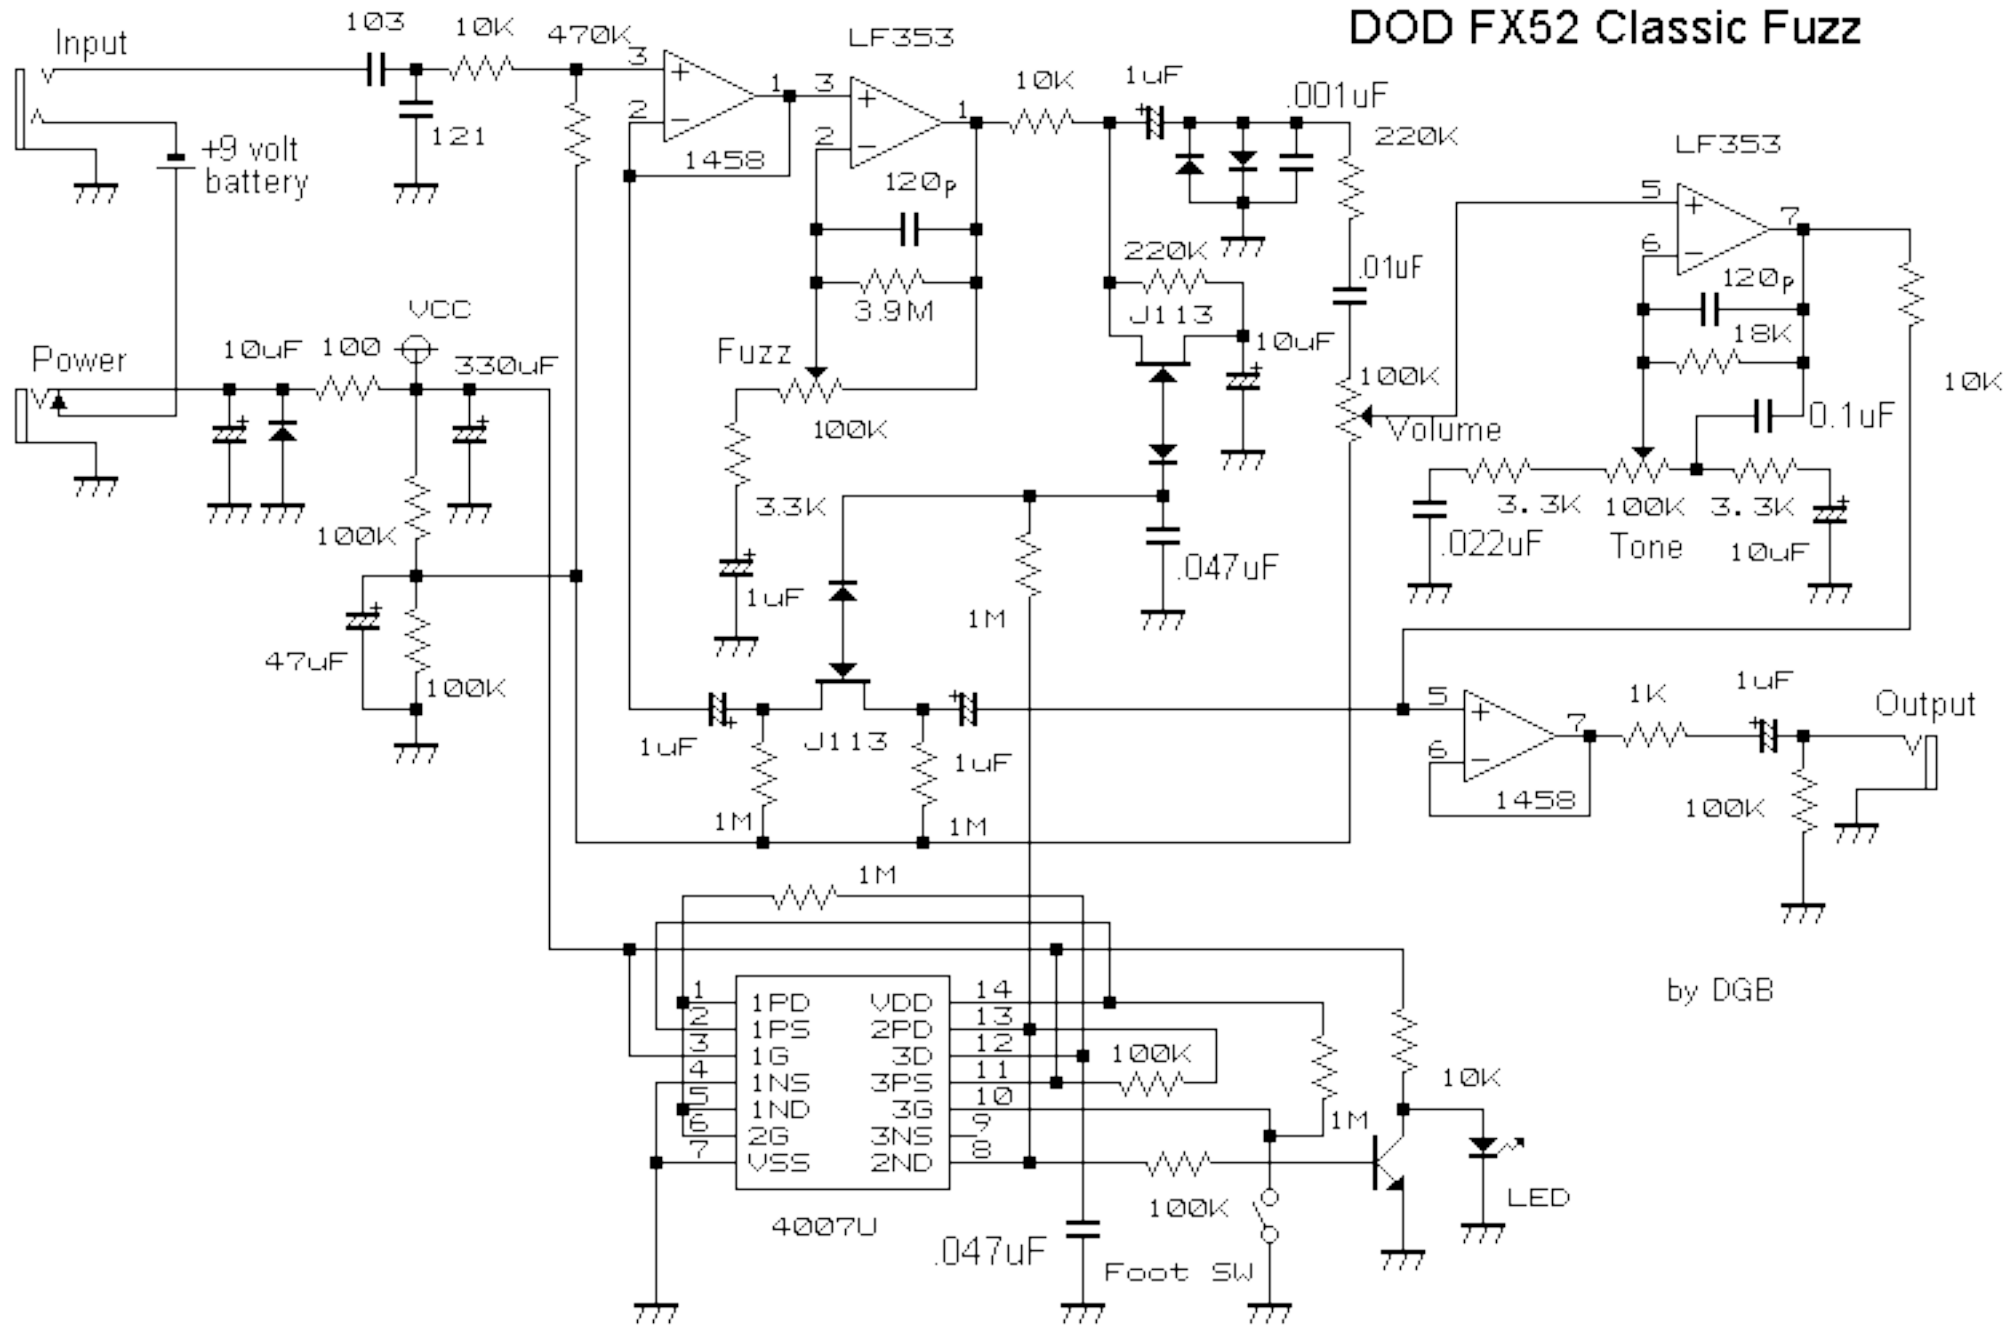 DOD FX52 Classic Fuzz
Input
103
10K
470K
LF353
3
1
2
1458
121
+9 volt
battery
3
1
2
120p
3.9M
10K
1uF
.001uF
220K
220K
J113
10uF
.01uF
LF353
5
7
6
120p
18K
0.1uF
10K
VCC
Power
10uF
100
330uF
Fuzz
100K
3.3K
1uF
100K
Volume
3.3K
100K
3.3K
.022uF
Tone
10uF
100K
47uF
100K
1M
.047uF
1uF
+
J113
+
1uF
1M
1M
5
7
6
1458
1K
1uF
Output
100K
1M
1 1PD VDD 14
2 1PS 2PD 13
3 1G 3D 12
4 1NS 3PS 11
5 1ND 3G 10
6 2G 3NS 9
7 VSS 2ND 8
4007U
100K
1M
10K
100K
LED
.047uF
Foot SW
by DGB